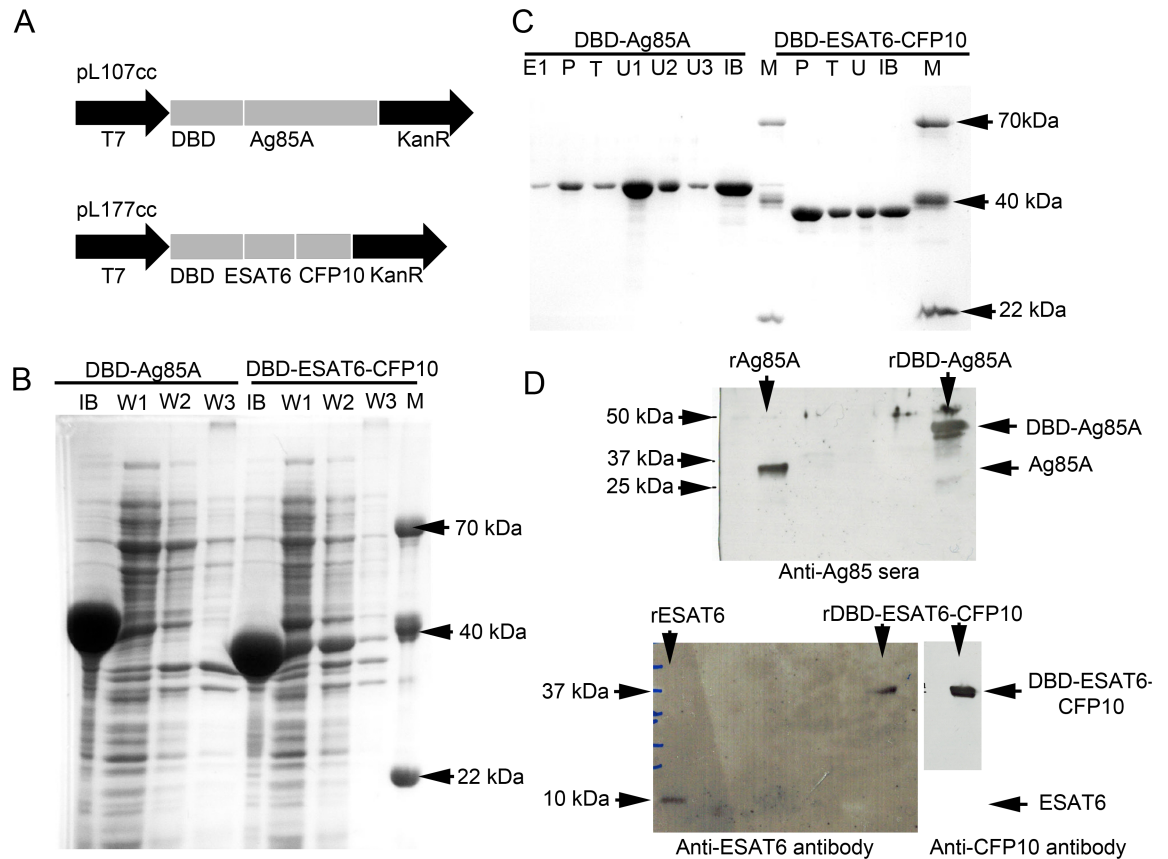 A
pL107cc
T7 DBD Ag85A KanR
pL177cc
T7 DBD ESAT6 CFP10 KanR
B
DBD-Ag85A DBD-ESAT6-CFP10
IB W1 W2 W3 IB W1 W2 W3 M
70 kDa
40 kDa
22 kDa
C
DBD-Ag85A DBD-ESAT6-CFP10
E1 P T U1 U2 U3 IB M P T U IB M
70kDa
40 kDa
22 kDa
D
rAg85A rDBD-Ag85A
50 kDa
37 kDa
25 kDa
DBD-Ag85A
Ag85A
Anti-Ag85 sera
rESAT6 rDBD-ESAT6-CFP10
37 kDa
10 kDa
DBD-ESAT6-
CFP10
ESAT6
Anti-ESAT6 antibody Anti-CFP10 antibody